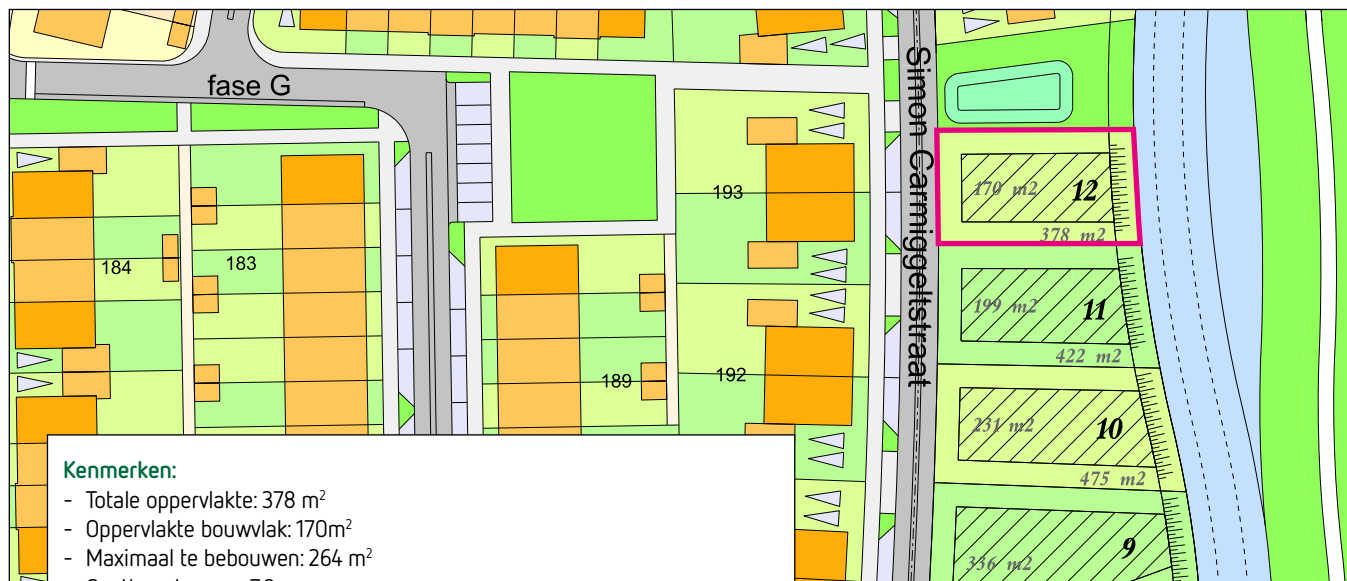 fase G
Simon Carmiggeltstraat
170 m2
12
378 m2
193
184
183
199 m2
11
422 m2
189
192
231 m2
10
475 m2
9
336 m2
Kenmerken:
- Totale oppervlakte: 378 m²
- Oppervlakte bouwvlak: 170m²
- Maximaal te bebouwen: 264 m²